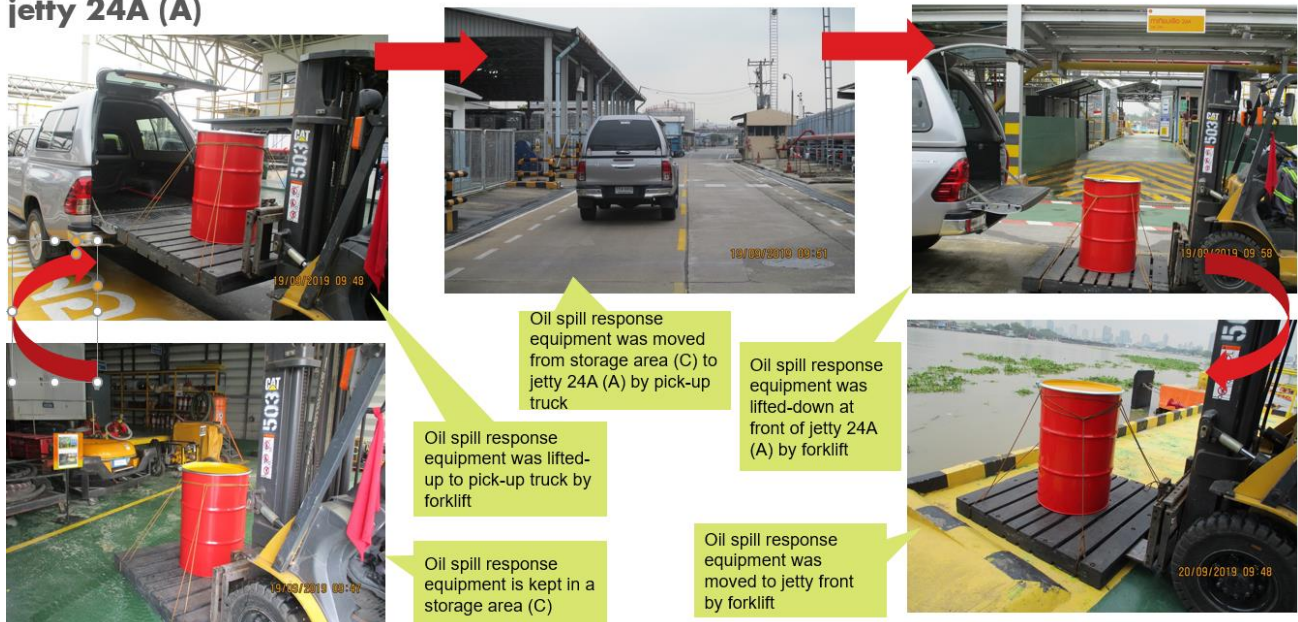 jetty 24A (A)
CAT
503
19/09/2019 09:48
19/09/2019 09:51
503
19/09/2019 09:58
Oil spill response
equipment was moved
from storage area (C) to
jetty 24A (A) by pick-up
truck
Oil spill response
equipment was
lifted-down at
front of jetty 24A
(A) by forklift
Oil spill response
equipment was lifted-
up to pick-up truck by
forklift
CAT
503
19/09/2019 09:47
Oil spill response
equipment is kept in a
storage area (C)
Oil spill response
equipment was
moved to jetty front
by forklift
20/09/2019 09:48